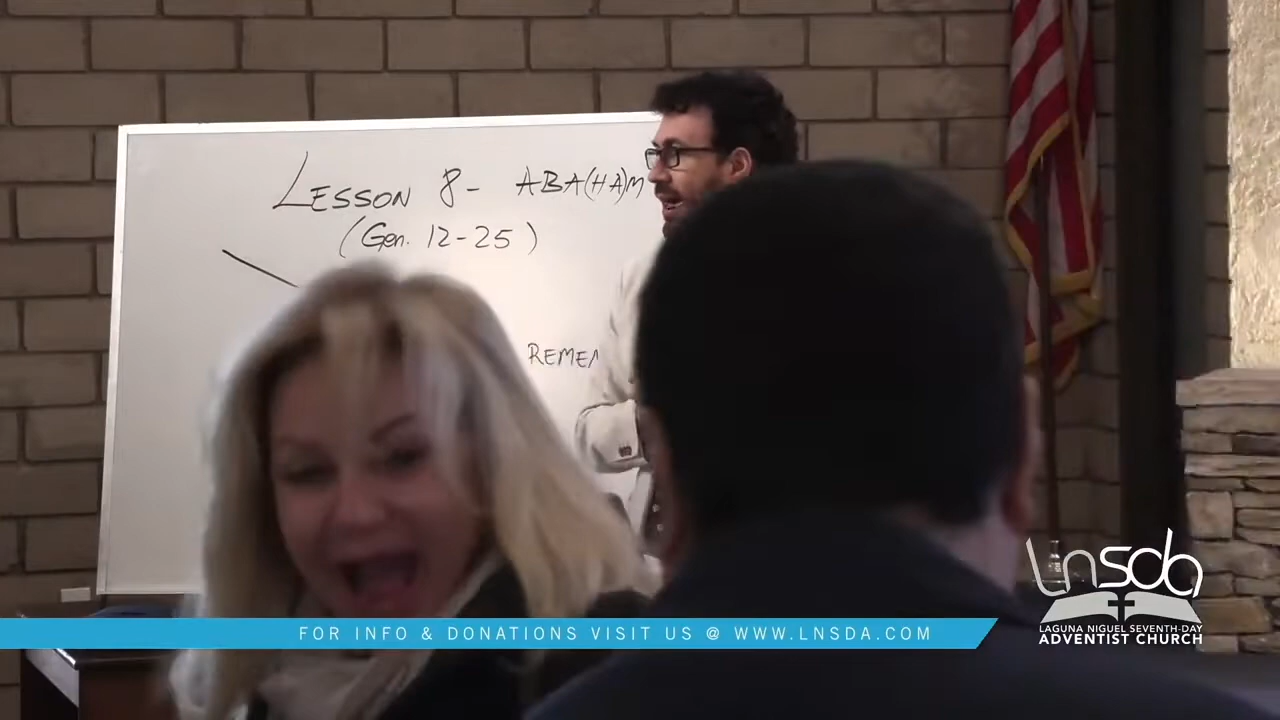 LESSON 8- ABA(HA)M
(Gen. 12-25)
FOR INFO & DONATIONS VISIT US @ WWW.LNSDA.COM
LNSDA
LAGUNA NIGUEL SEVENTH-DAY
ADVENTIST CHURCH